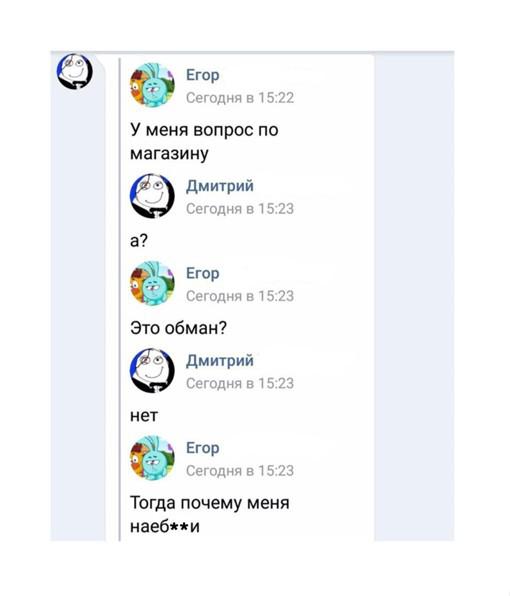 Егор
Сегодня в 15:22
У меня вопрос по
магазину
Дмитрий
Сегодня в 15:23
а?
Егор
Сегодня в 15:23
Это обман?
Дмитрий
Сегодня в 15:23
нет
Егор
Сегодня в 15:23
Тогда почему меня
наеб**и